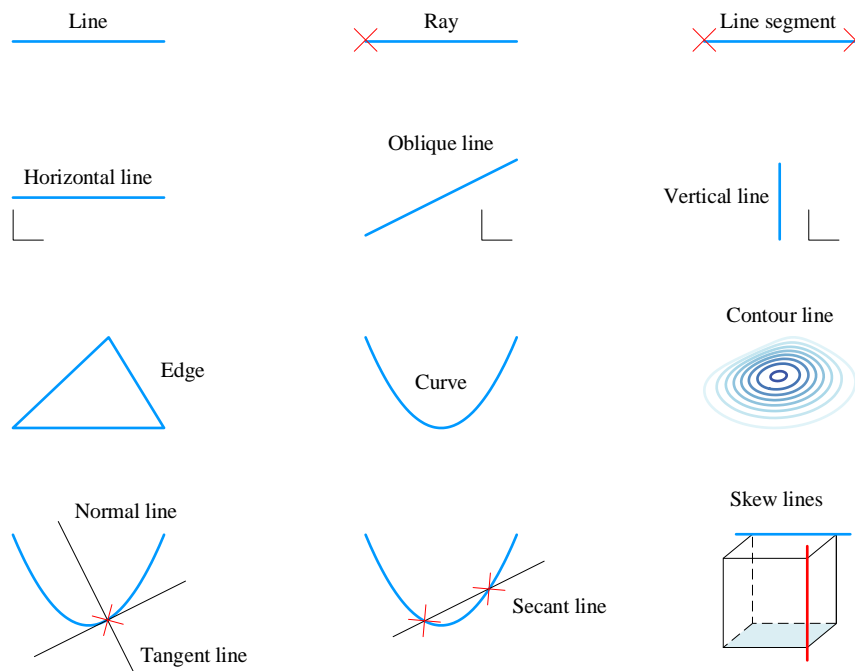 Line
Ray
Line segment
Horizontal line
Oblique line
Vertical line
Edge
Curve
Contour line
Normal line
Tangent line
Secant line
Skew lines